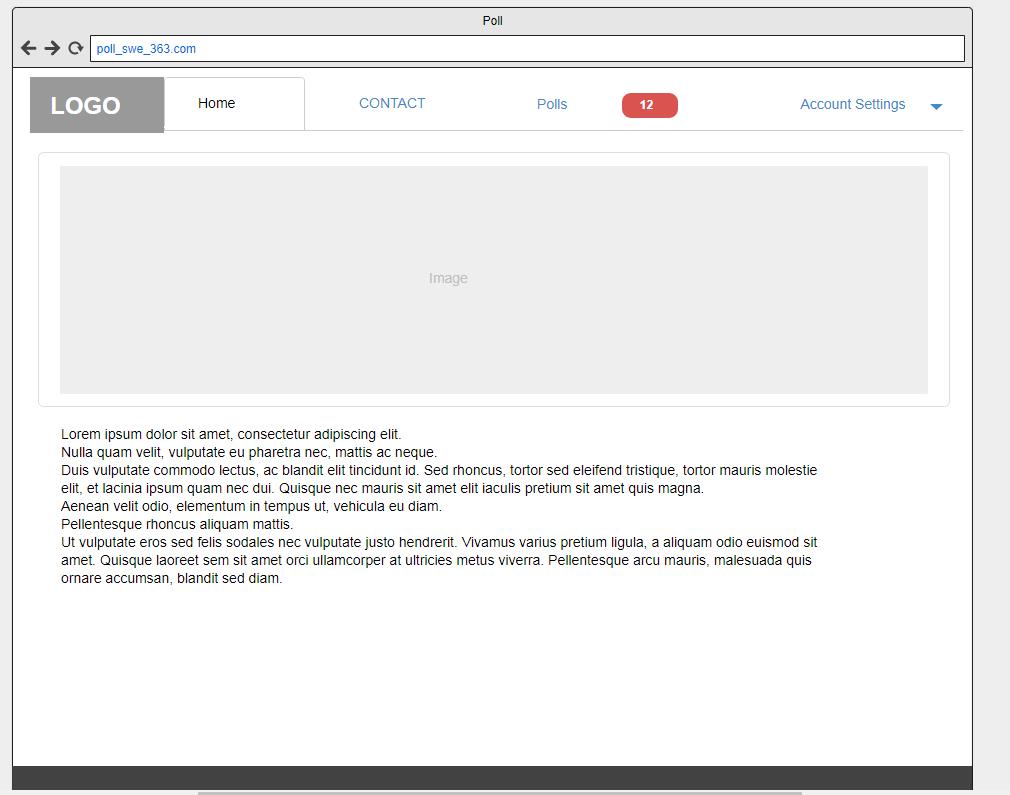 Poll
poll_swe_363.com
LOGO
Home
CONTACT
Polls
12
Account Settings
Image
Lorem ipsum dolor sit amet, consectetur adipiscing elit.
Nulla quam velit, vulputate eu pharetra nec, mattis ac neque.
Duis vulputate commodo lectus, ac blandit elit tincidunt id. Sed rhoncus, tortor sed eleifend tristique, tortor mauris molestie
elit, et lacinia ipsum quam nec dui. Quisque nec mauris sit amet elit iaculis pretium sit amet quis magna.
Aenean velit odio, elementum in tempus ut, vehicula eu diam.
Pellentesque rhoncus aliquam mattis.
Ut vulputate eros sed felis sodales nec vulputate justo hendrerit. Vivamus varius pretium ligula, a aliquam odio euismod sit
amet. Quisque laoreet sem sit amet orci ullamcorper at ultricies metus viverra. Pellentesque arcu mauris, malesuada quis
ornare accumsan, blandit sed diam.